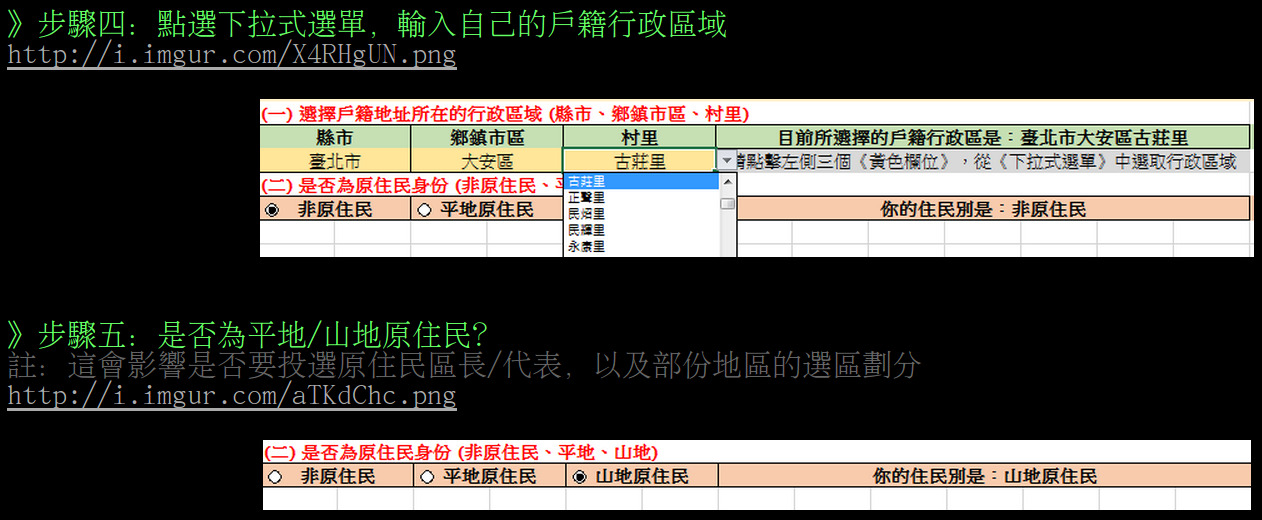 》步驟四: 點選下拉式選單, 輸入自己的戶籍行政區域
http://i.imgur.com/X4RHgUN.png
(一) 選擇戶籍地址所在的行政區域 (縣市、鄉鎮市區、村里)
縣市 鄉鎮市區 村里 目前所選擇的戶籍行政區是：臺北市大安區古莊里
臺北市 大安區 古莊里 點擊左側三個《黃色欄位》，從《下拉式選單》中選取行政區域
(二) 是否為原住民身份 (非原住民、
古莊里
正聲里
非原住民 平地原住民 你的住民別是：非原住民
民炤里
民輝里
永康里
》步驟五: 是否為平地/山地原住民?
註: 這會影響是否要投選原住民區長/代表, 以及部份地區的選區劃分
http://i.imgur.com/aTKdChc.png
(二) 是否為原住民身份 (非原住民、平地、山地)
非原住民 平地原住民 山地原住民 你的住民別是：山地原住民